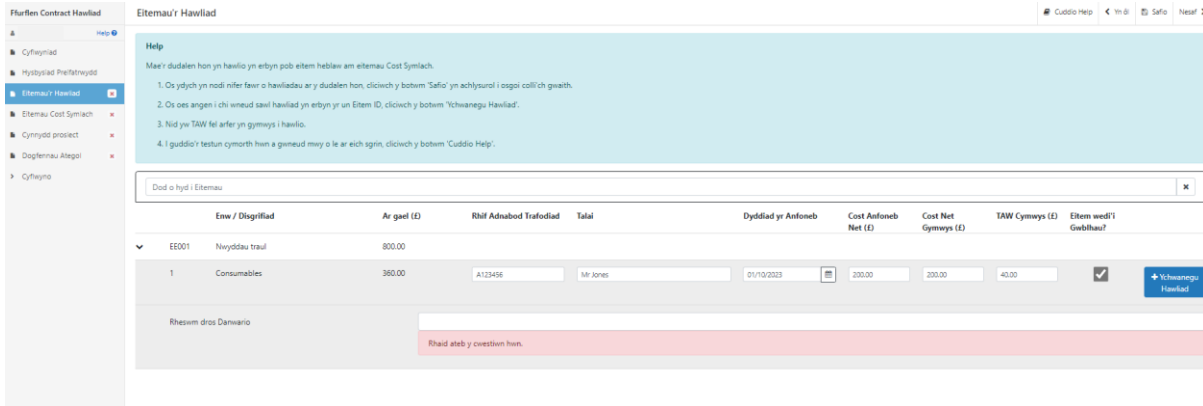 Ffurflen Contract Hawliad
Eitemau'r Hawliad
Cuddio Help
Yn ôl
Safio
Nesaf
Help
Cyflwyniad
Hysbysiad Preifatrwydd
Eitemau'r Hawliad
Eitemau Cost Symlach
Cynnydd prosiect
Dogfennau Ategol
Cyflwyno
Help
Mae'r dudalen hon yn hawlio yn erbyn pob eitem heblaw am eitemau Cost Symlach.
1. Os ydych yn nodi nifer fawr o hawliadau ar y dudalen hon, cliciwch y botwm 'Safio' yn achlysurol i osgoi colli'ch gwaith.
2. Os oes angen i chi wneud sawl hawliad yn erbyn yr un Eitem ID, cliciwch y botwm 'Ychwanegu Hawliad'.
3. Nid yw TAW fel arfer yn gymwys i hawlio.
4. I guddio'r testun cymorth hwn a gwneud mwy o le ar eich sgrin, cliciwch y botwm 'Cuddio Help'.
Dod o hyd i Eitemau
Enw / Disgrifiad Ar gael (£) Rhif Adnabod Trafodiad Talai Dyddiad yr Anfoneb Cost Anfoneb Net (£) Cost Net Gymwys (£) TAW Cymwys (£) Eitem wedi'i Gwblhau?
EE001 Nwyddau traul 800.00
1 Consumables 360.00 A123456 Mr Jones 01/10/2023 200.00 200.00 40.00
+ Ychwanegu Hawliad
Rheswm dros Danwario
Rhaid ateb y cwestiwn hwn.